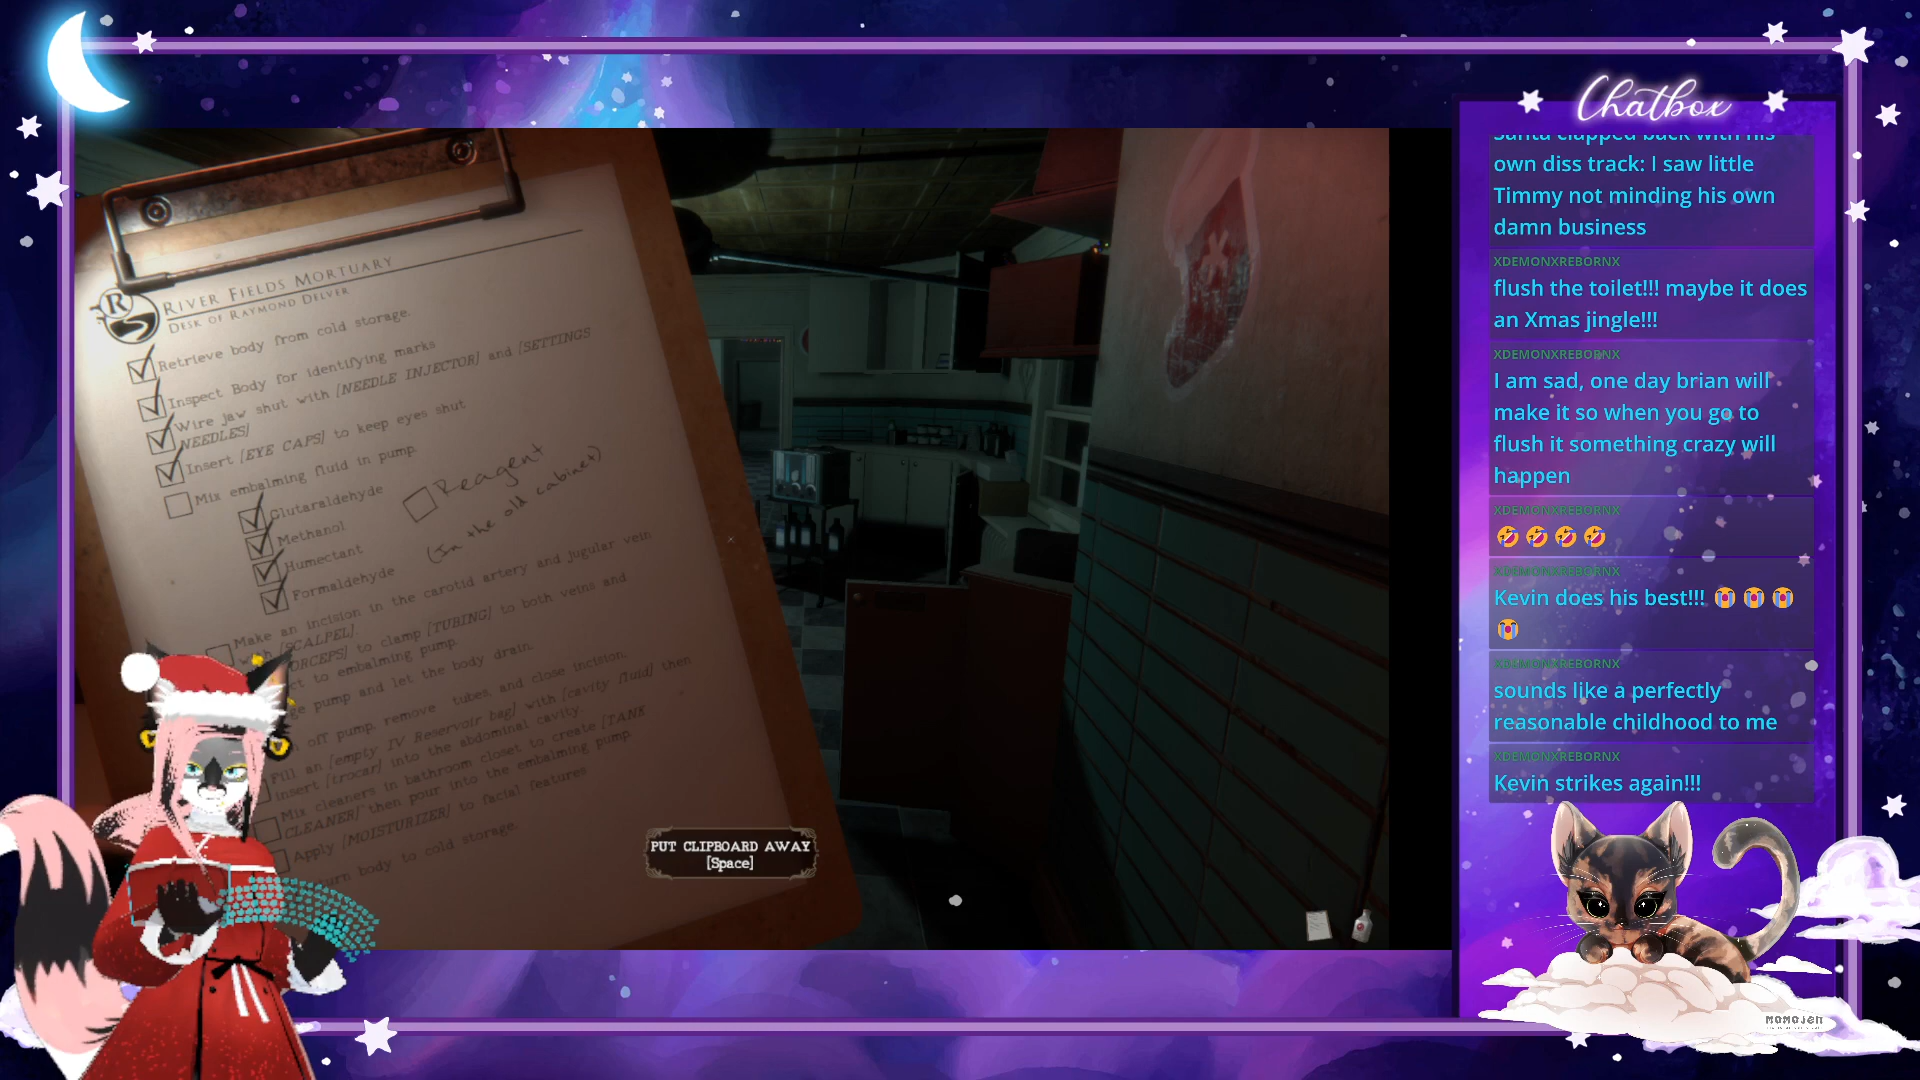 RIVER FIELDS MORTUARY
DESK OF RAYMOND DELVER
Retrieve body from cold storage.
Inspect Body for identifying marks
Wire jaw shut with [NEEDLE INJECTOR] and [SETTINGS
NEEDLES]
Insert [EYE CAPS] to keep eyes shut
Mix embalming fluid in pump.
Glutaraldehyde
Methanol
Humectant
Formaldehyde
Reagent
(In the old cabinet)
Make an incision in the carotid artery and jugular vein
with [SCALPEL].
to clamp [TUBING] to both veins and
to embalming pump.
pump and let the body drain.
off pump, remove tubes, and close incision.
Fill an [empty IV Reservoir bag] with [cavity fluid] then
insert [trocar] into the abdominal cavity.
Mix cleaners in bathroom closet to create [TANK
CLEANER] then pour into the embalming pump.
Apply [MOISTURIZER] to facial features
body to cold storage.
PUT CLIPBOARD AWAY
[Space]
Chatbox
Santa clapped back with his
own diss track: I saw little
Timmy not minding his own
damn business
XDEMONXREBORNX
flush the toilet!!! maybe it does
an Xmas jingle!!!
XDEMONXREBORNX
I am sad, one day brian will
make it so when you go to
flush it something crazy will
happen
XDEMONXREBORNX
🤣🤣🤣🤣
XDEMONXREBORNX
Kevin does his best!!! 😭😭😭
😭
XDEMONXREBORNX
sounds like a perfectly
reasonable childhood to me
XDEMONXREBORNX
Kevin strikes again!!!
MOMOJEN